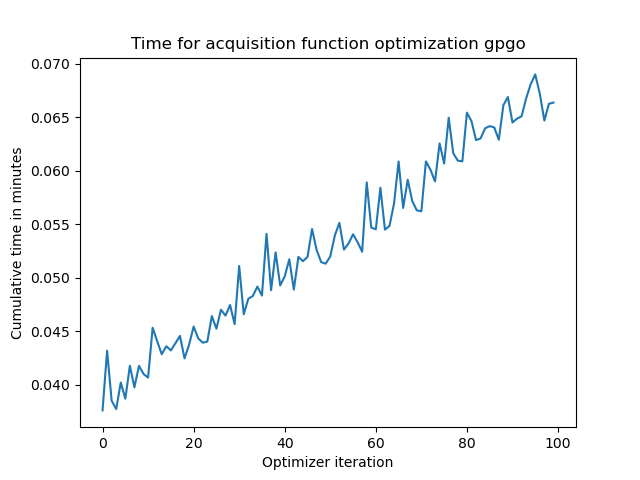 Time for acquisition function optimization gpgo
0.070
0.065
0.060
0.055
0.050
0.045
0.040
Cumulative time in minutes
0 20 40 60 80 100
Optimizer iteration